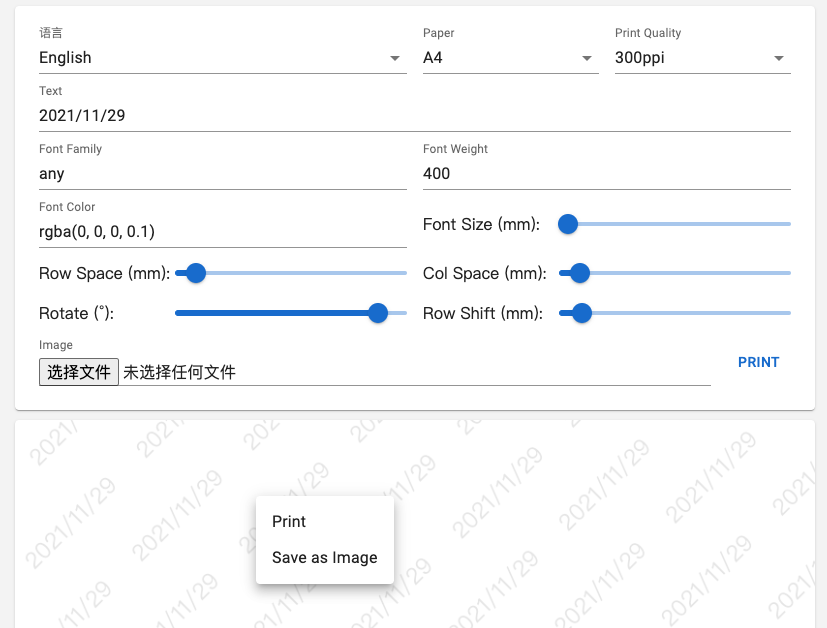 语言 Paper Print Quality
English A4 300ppi
Text
2021/11/29
Font Family Font Weight
any 400
Font Color
rgba(0, 0, 0, 0.1) Font Size (mm):
Row Space (mm): Col Space (mm):
Rotate (°): Row Shift (mm):
Image
选择文件 未选择任何文件 PRINT
2021/11/29 2021/11/29 2021/11/29 2021/11/29 2021/11/29
Print
Save as Image
2021/11/29 2021/11/29 2021/11/29